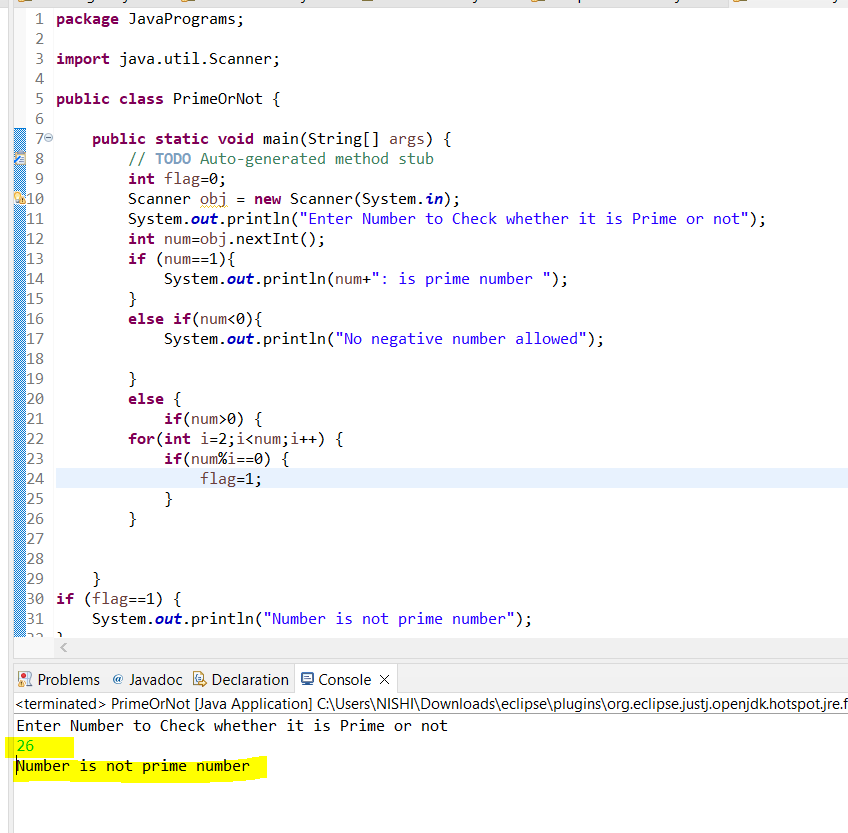 1 package JavaPrograms;
2
3 import java.util.Scanner;
4
5 public class PrimeOrNot {
6
7 public static void main(String[] args) {
8 // TODO Auto-generated method stub
9 int flag=0;
10 Scanner obj = new Scanner(System.in);
11 System.out.println("Enter Number to Check whether it is Prime or not");
12 int num=obj.nextInt();
13 if (num==1){
14 System.out.println(num+": is prime number ");
15 }
16 else if(num<0){
17 System.out.println("No negative number allowed");
18
19 }
20 else {
21 if(num>0) {
22 for(int i=2;i<num;i++) {
23 if(num%i==0) {
24 flag=1;
25 }
26 }
27
28
29 }
30 if (flag==1) {
31 System.out.println("Number is not prime number");
Problems @ Javadoc Declaration Console
<terminated> PrimeOrNot [Java Application] C:\Users\NISHI\Downloads\eclipse\plugins\org.eclipse.justj.openjdk.hotspot.jre.f
Enter Number to Check whether it is Prime or not
26
Number is not prime number